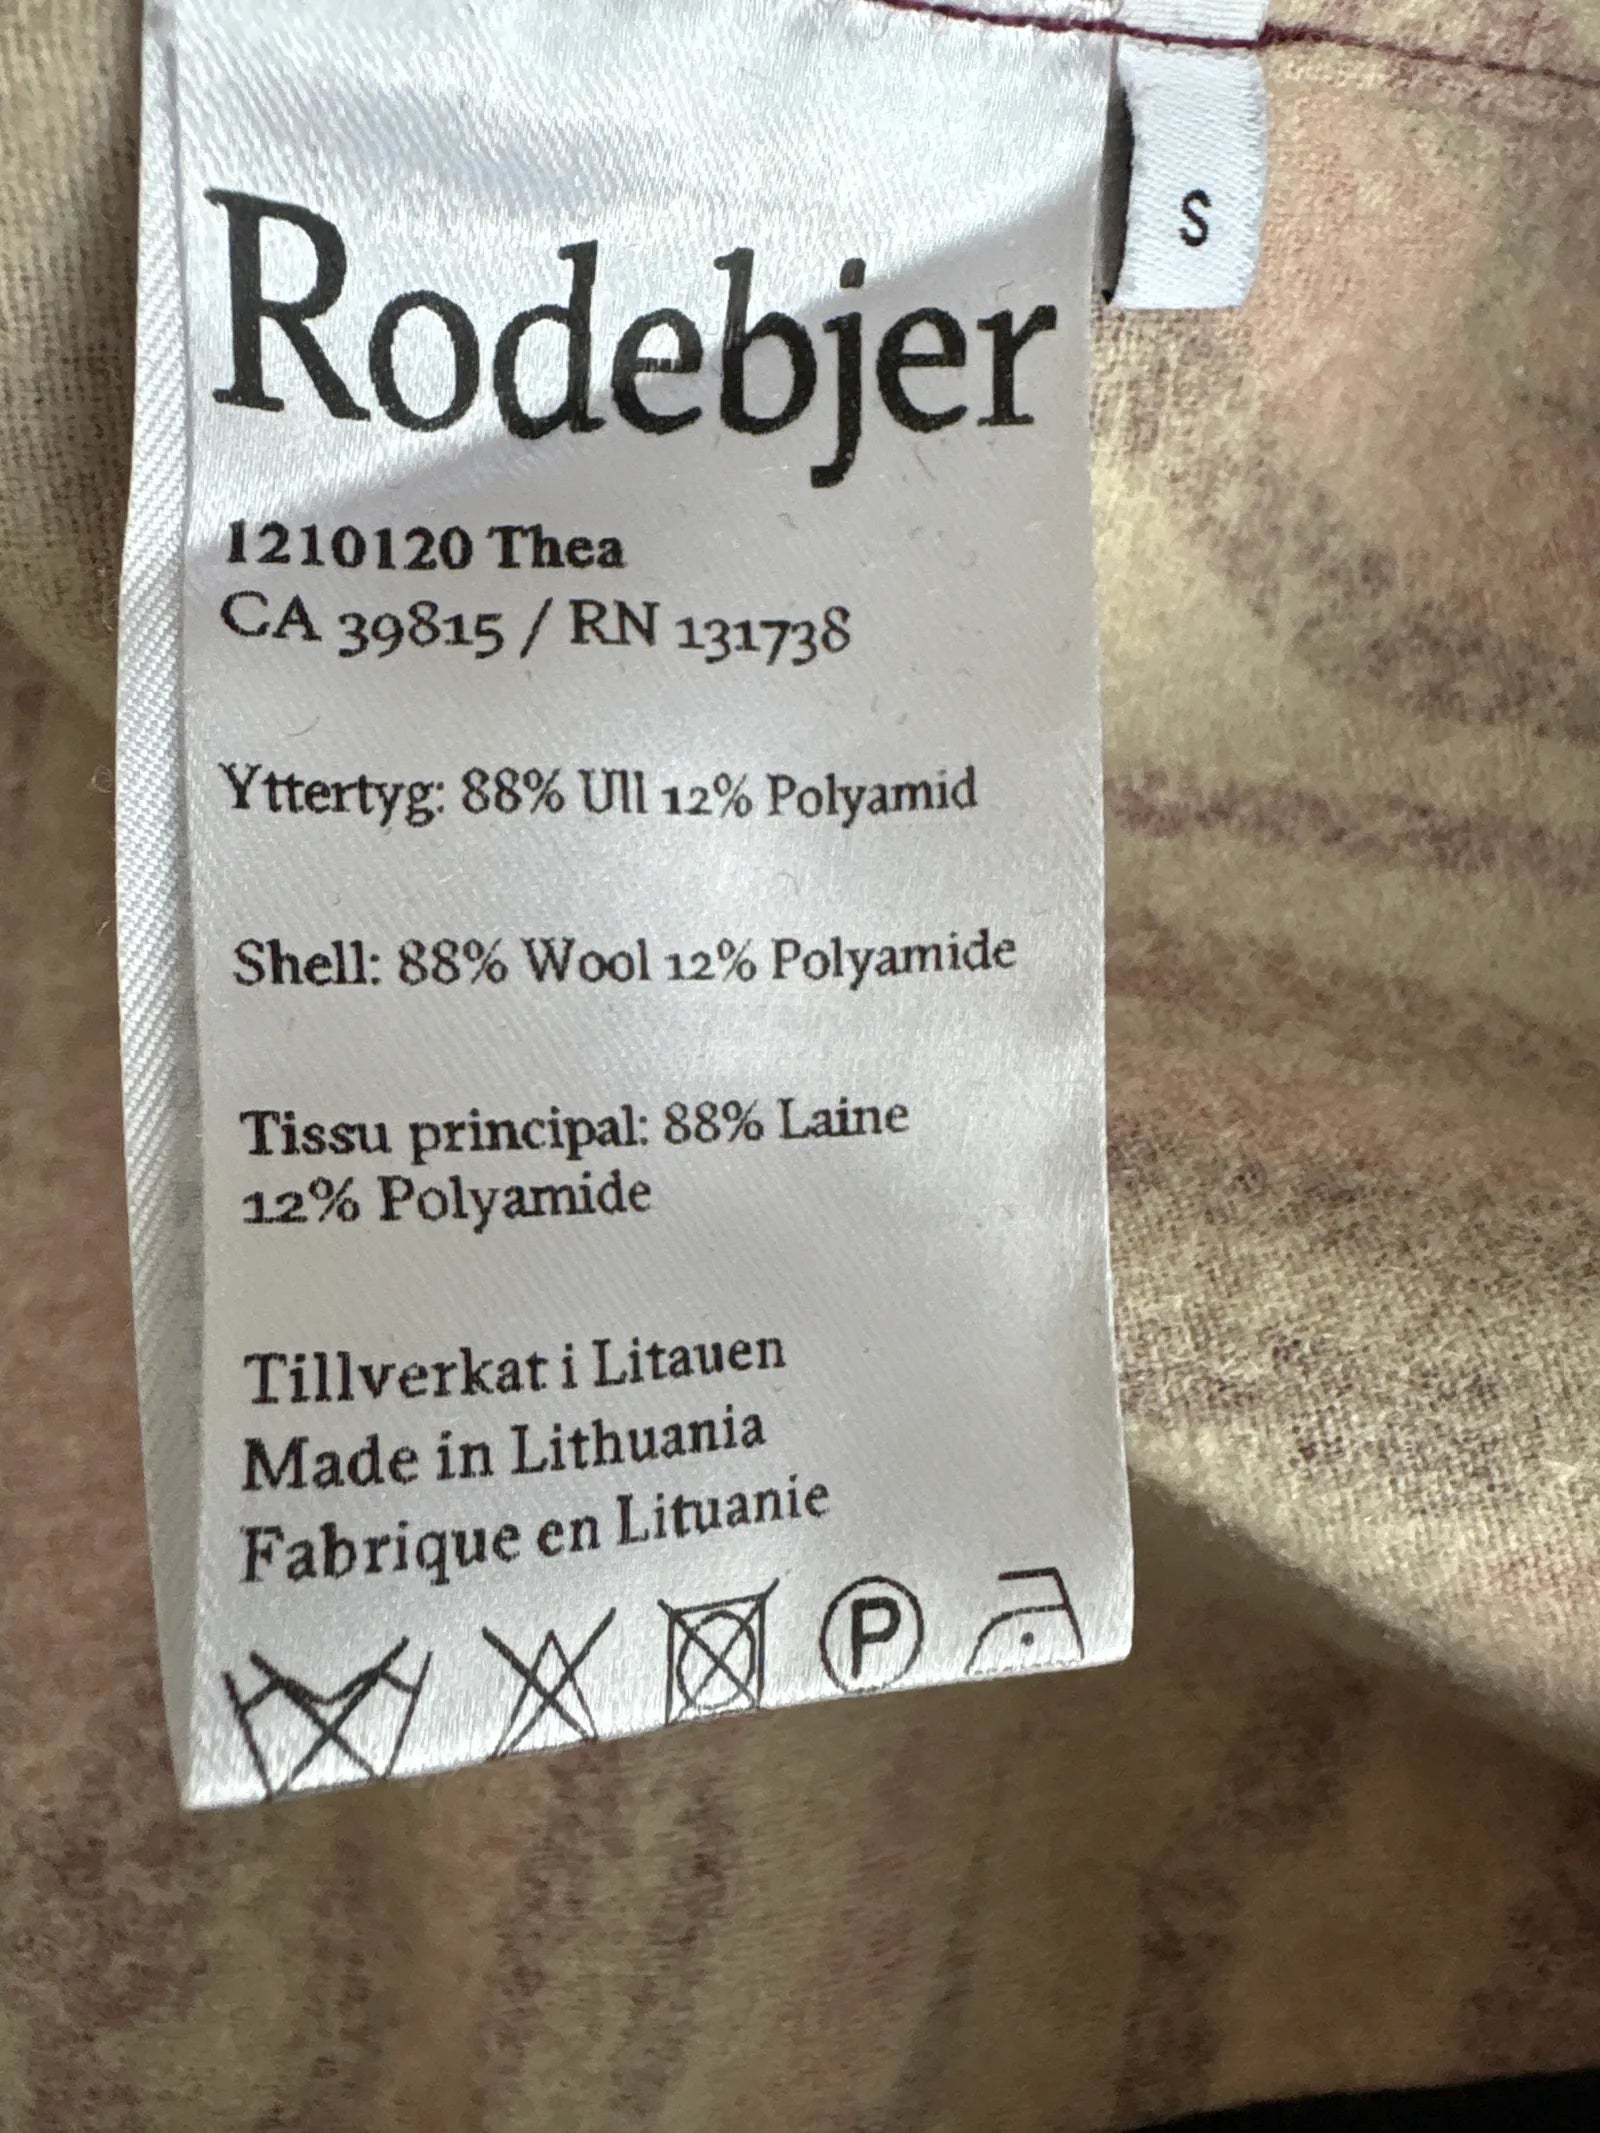 Rodebjer
S
1210120 Thea
CA 39815 / RN 131738
Yttertyg: 88% Ull 12% Polyamid
Shell: 88% Wool 12% Polyamide
Tissu principal: 88% Laine
12% Polyamide
Tillverkat i Litauen
Made in Lithuania
Fabrique en Lituanie
P